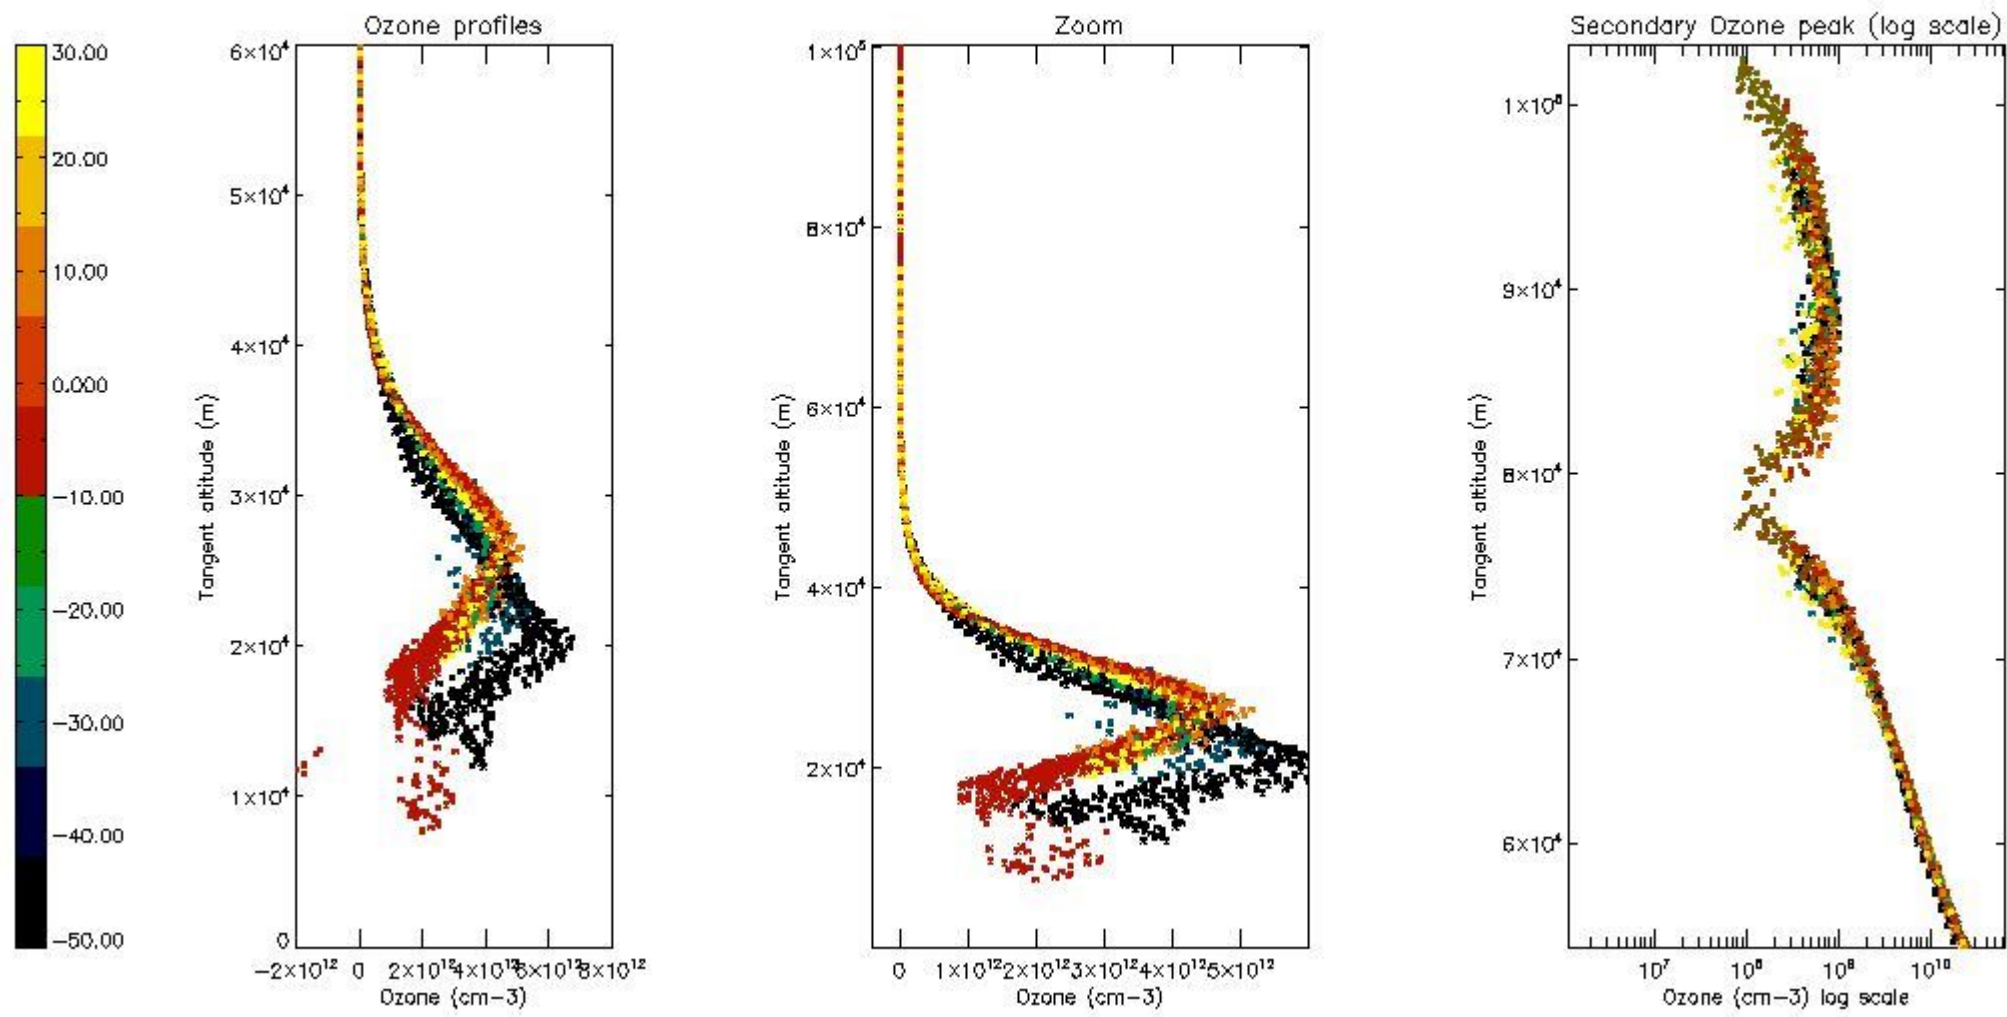 Ozone profiles
Zoom
Secondary Ozone peak (log scale)
30.00
20.00
10.00
0.000
−10.00
−20.00
−30.00
−40.00
−50.00
6×10⁴
5×10⁴
4×10⁴
3×10⁴
2×10⁴
1×10⁴
0
Tangent altitude (m)
−2×10¹² 0 2×10¹² 4×10¹² 6×10¹² 8×10¹²
Ozone (cm−3)
1×10⁵
8×10⁴
6×10⁴
4×10⁴
2×10⁴
Tangent altitude (m)
0 1×10¹² 2×10¹² 3×10¹² 4×10¹² 5×10¹²
Ozone (cm−3)
1×10⁵
9×10⁴
8×10⁴
7×10⁴
6×10⁴
Tangent altitude (m)
10⁷ 10⁸ 10⁹ 10¹⁰
Ozone (cm−3) log scale